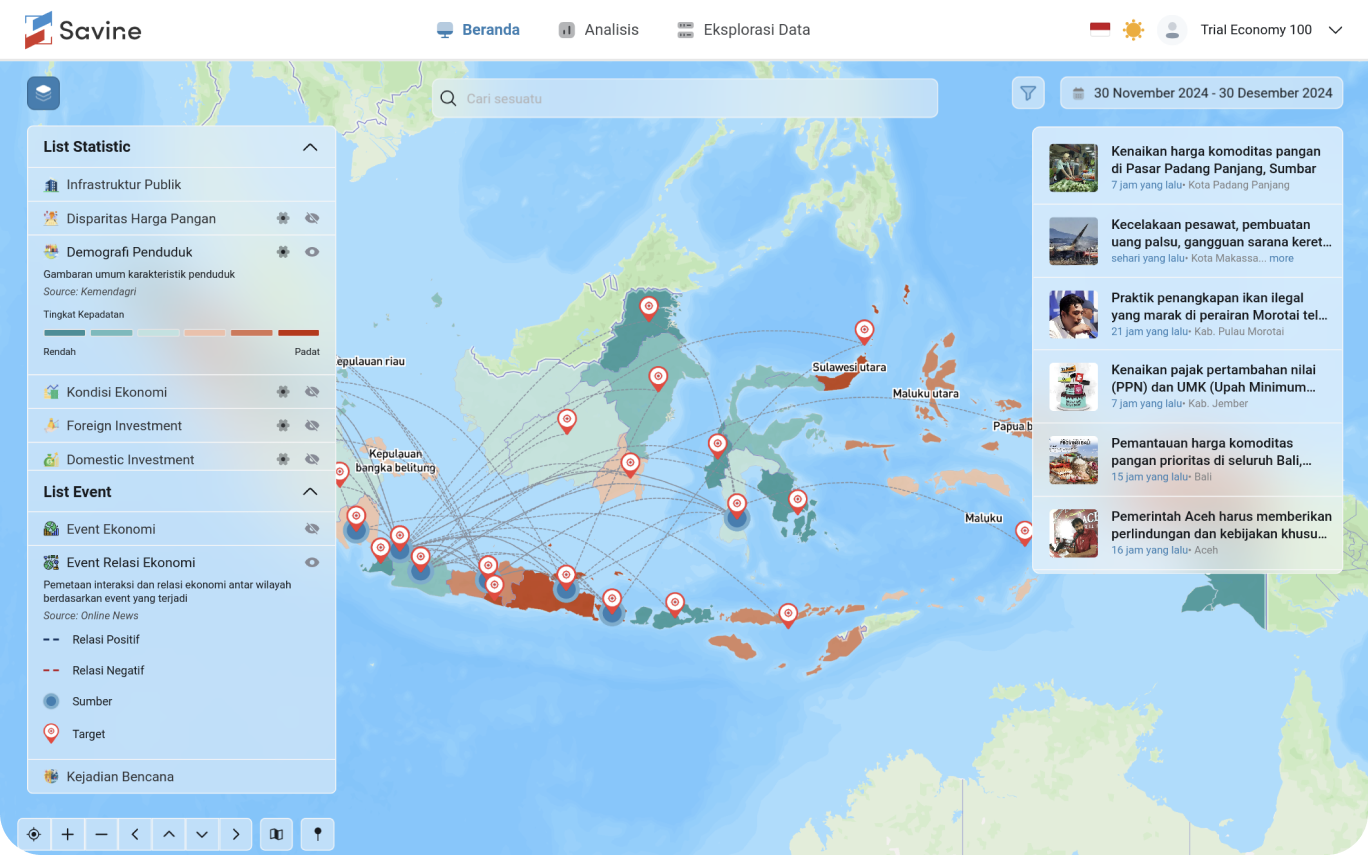 Savine
Beranda
Analisis
Eksplorasi Data
Trial Economy 100
Cari sesuatu
30 November 2024 - 30 Desember 2024
List Statistic
Infrastruktur Publik
Disparitas Harga Pangan
Demografi Penduduk
Gambaran umum karakteristik penduduk
Source: Kemendagri
Tingkat Kepadatan
Rendah
Padat
Kondisi Ekonomi
Foreign Investment
Domestic Investment
List Event
Event Ekonomi
Event Relasi Ekonomi
Pemetaan interaksi dan relasi ekonomi antar wilayah
berdasarkan event yang terjadi
Source: Online News
Relasi Positif
Relasi Negatif
Sumber
Target
Kejadian Bencana
epulauan riau
Kepulauan
bangka belitung
Sulawesi utara
Maluku utara
Papua b
Maluku
Kenaikan harga komoditas pangan
di Pasar Padang Panjang, Sumbar
7 jam yang lalu• Kota Padang Panjang
Kecelakaan pesawat, pembuatan
uang palsu, gangguan sarana keret...
sehari yang lalu• Kota Makassa... more
Praktik penangkapan ikan ilegal
yang marak di perairan Morotai tel...
21 jam yang lalu• Kab. Pulau Morotai
Kenaikan pajak pertambahan nilai
(PPN) dan UMK (Upah Minimum...
7 jam yang lalu• Kab. Jember
Pemantauan harga komoditas
pangan prioritas di seluruh Bali,...
15 jam yang lalu• Bali
Pemerintah Aceh harus memberikan
perlindungan dan kebijakan khusu...
16 jam yang lalu• Aceh